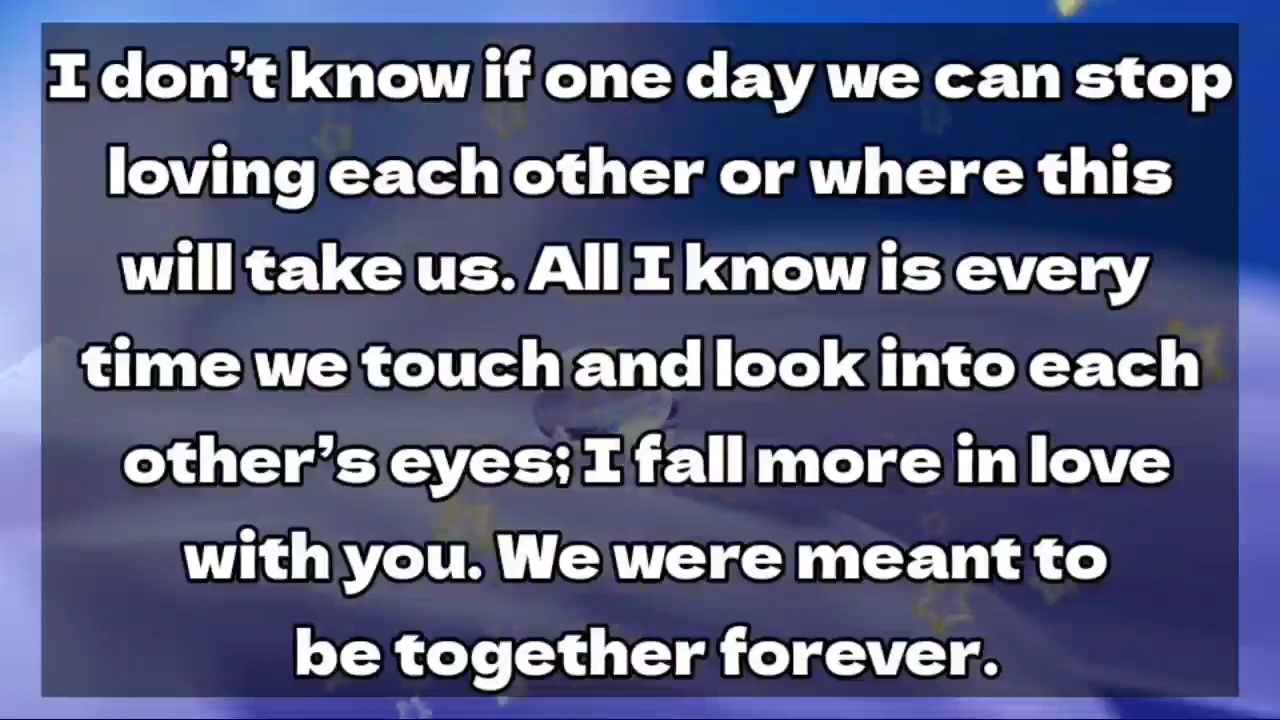 I don’t know if one day we can stop
loving each other or where this
will take us. All I know is every
time we touch and look into each
other’s eyes; I fall more in love
with you. We were meant to
be together forever.